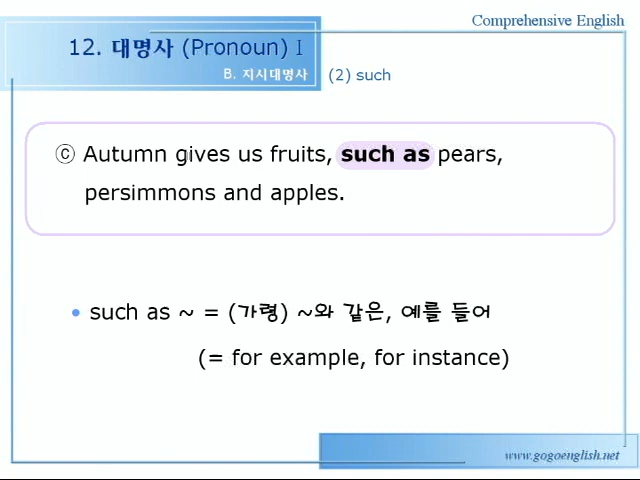 Comprehensive English
12. 대명사 (Pronoun) I
B. 지시대명사 (2) such
ⓒ Autumn gives us fruits, such as pears,
persimmons and apples.
• such as ~ = (가령) ~와 같은, 예를 들어
(= for example, for instance)
www.gogoenglish.net